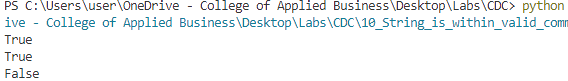 PS C:\Users\user\OneDrive - College of Applied Business\Desktop\Labs\CDC> python
ive - College of Applied Business\Desktop\Labs\CDC\10_String_is_within_valid_com
True
True
False